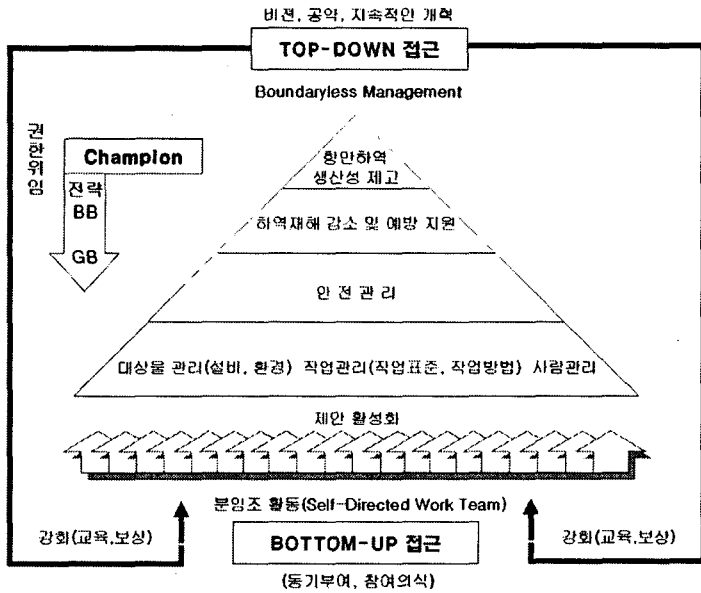 비젼, 공약, 지속적인 개혁
TOP-DOWN 접근
Boundaryless Management
권한위임
Champion
전략
BB
GB
항만하역
생산성 제고
하역재해 감소 및 예방 지원
안 전 관 리
대상물 관리(설비, 환경) 작업관리(작업표준, 작업방법) 사람관리
제안 활성화
분임조 활동(Self-Directed Work Team)
강화(교육,보상)
BOTTOM-UP 접근
강화(교육,보상)
(동기부여, 참여의식)